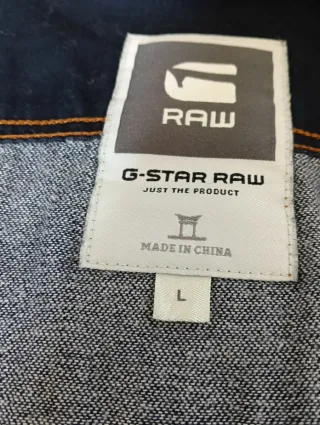 RAW
G-STAR RAW
JUST THE PRODUCT
MADE IN CHINA
L